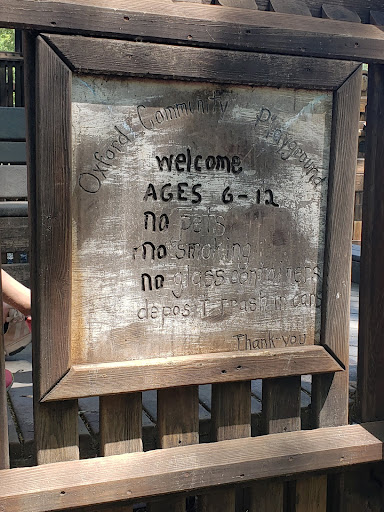 Oxford Community Playground
welcome
AGES 6-12
no pets
no smoking
no glass containers
deposit trash in cans
Thank-you